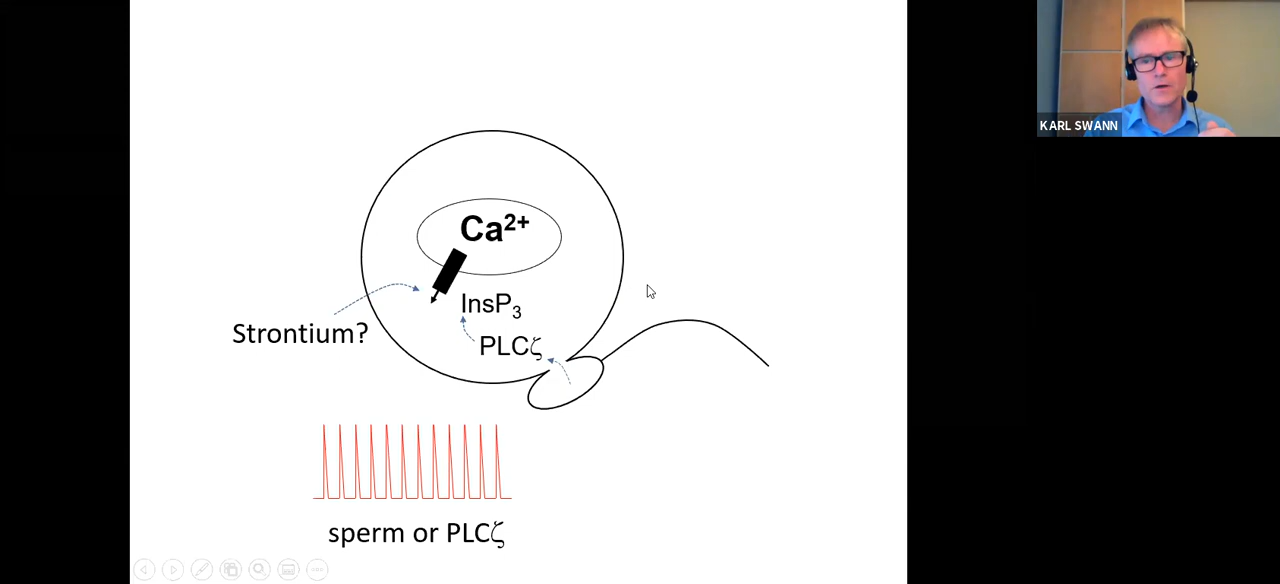 KARL SWANN
Ca²⁺
InsP₃
Strontium?
PLCζ
sperm or PLCζ